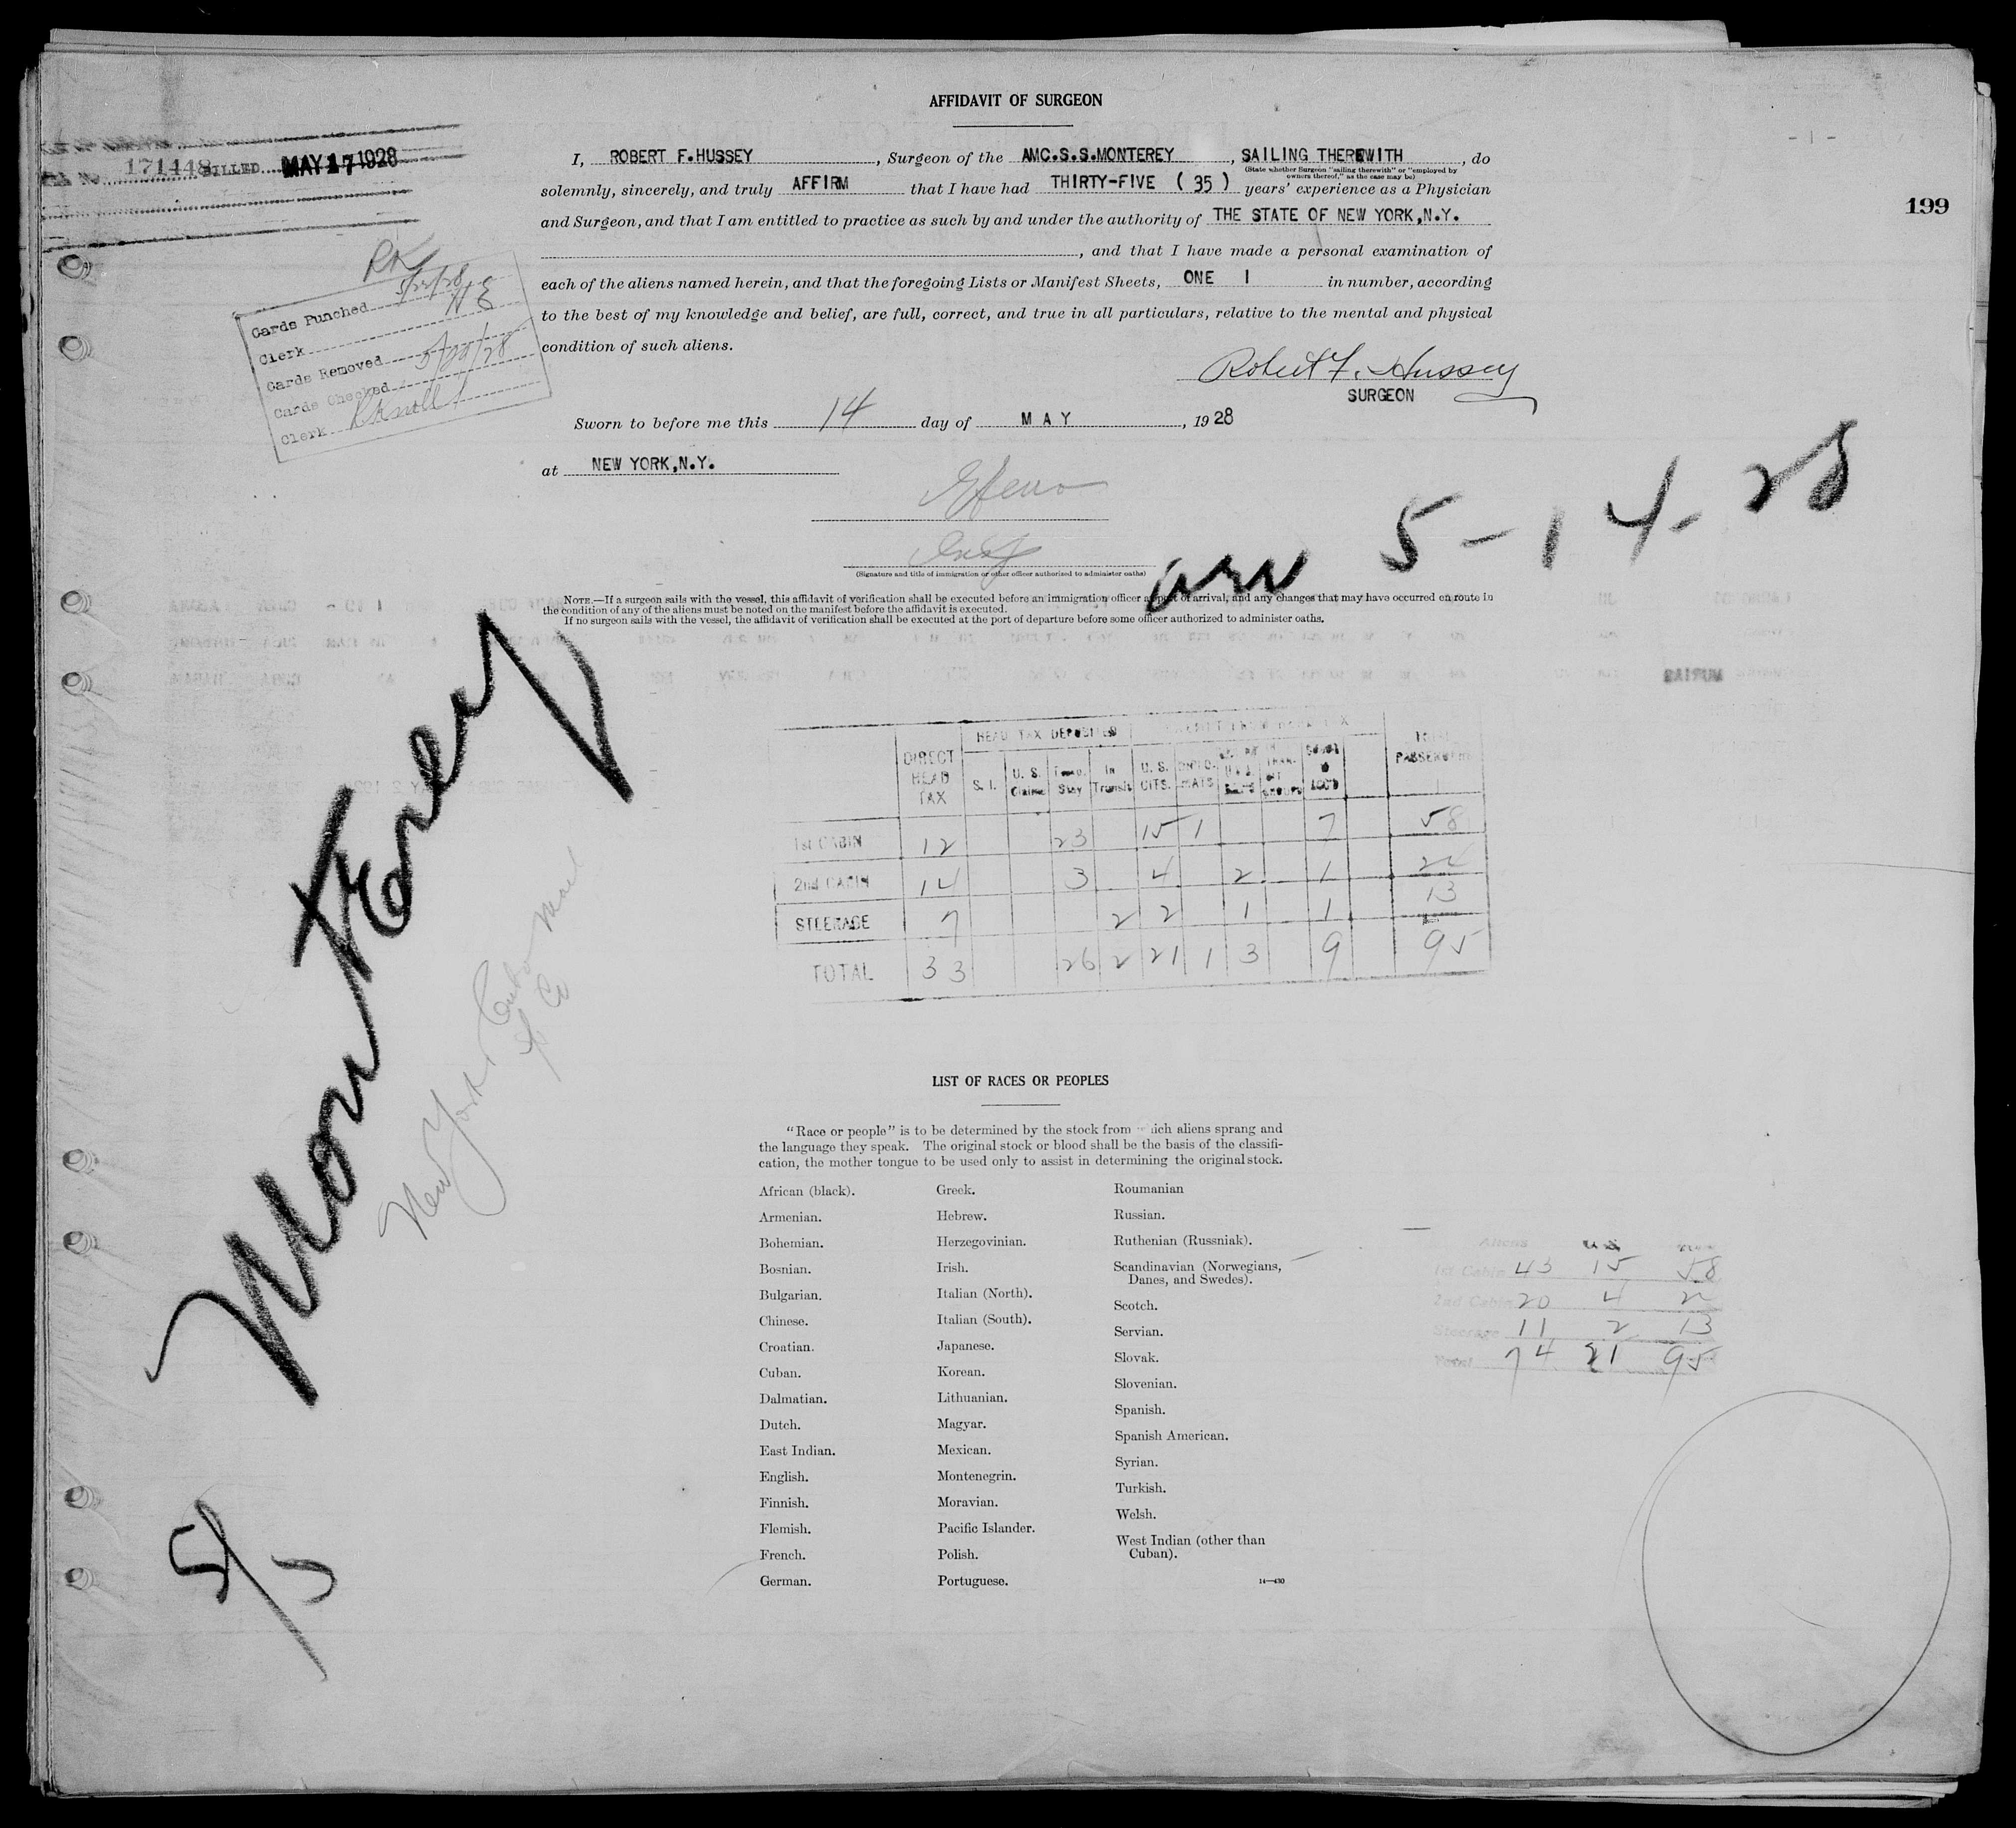 AFFIDAVIT OF SURGEON
- 1 -
171448 BILLED MAY 17 1928
I, ROBERT F.HUSSEY, Surgeon of the AMC.S.S.MONTEREY, SAILING THEREWITH, do
(State whether Surgeon "sailing therewith" or "employed by
owners thereof," as the case may be)
solemnly, sincerely, and truly AFFIRM that I have had THIRTY-FIVE ( 35 ) years' experience as a Physician
199
and Surgeon, and that I am entitled to practice as such by and under the authority of THE STATE OF NEW YORK,N.Y.
, and that I have made a personal examination of
each of the aliens named herein, and that the foregoing Lists or Manifest Sheets, ONE 1 in number, according
to the best of my knowledge and belief, are full, correct, and true in all particulars, relative to the mental and physical
condition of such aliens.
Cards Punched 5/22/28
Clerk
Cards Removed
Cards Checked
Clerk
Robert F. Hussey
SURGEON
Sworn to before me this 14 day of MAY, 1928
at NEW YORK,N.Y.
(Signature and title of immigration or other officer authorized to administer oaths)
arr 5-14-28
NOTE.—If a surgeon sails with the vessel, this affidavit of verification shall be executed before an immigration officer at port of arrival, and any changes that may have occurred en route in
the condition of any of the aliens must be noted on the manifest before the affidavit is executed.
If no surgeon sails with the vessel, the affidavit of verification shall be executed at the port of departure before some officer authorized to administer oaths.
Monterey
New York & Cuba Mail
S. S. Co
5/5
DIRECT HEAD TAX
HEAD TAX DEPOSITED
S. I. U. S. Claims Temp. Stay In Transit U. S. CITS. DIPLO. MATS
TOTAL PASSENGERS
1st CABIN 12 23 15 1 7 58
2nd CABIN 14 3 4 2 1 24
STEERAGE 7 2 2 1 1 13
TOTAL 33 26 2 21 1 3 9 95
LIST OF RACES OR PEOPLES
"Race or people" is to be determined by the stock from which aliens sprang and
the language they speak. The original stock or blood shall be the basis of the classifi-
cation, the mother tongue to be used only to assist in determining the original stock.
African (black).
Armenian.
Bohemian.
Bosnian.
Bulgarian.
Chinese.
Croatian.
Cuban.
Dalmatian.
Dutch.
East Indian.
English.
Finnish.
Flemish.
French.
German.
Greek.
Hebrew.
Herzegovinian.
Irish.
Italian (North).
Italian (South).
Japanese.
Korean.
Lithuanian.
Magyar.
Mexican.
Montenegrin.
Moravian.
Pacific Islander.
Polish.
Portuguese.
Roumanian
Russian.
Ruthenian (Russniak).
Scandinavian (Norwegians,
Danes, and Swedes).
Scotch.
Servian.
Slovak.
Slovenian.
Spanish.
Spanish American.
Syrian.
Turkish.
Welsh.
West Indian (other than
Cuban).
14—430
Aliens U.S.
1st Cabin 43 15 58
2nd Cabin 20 4 24
Steerage 11 2 13
Total 74 21 95